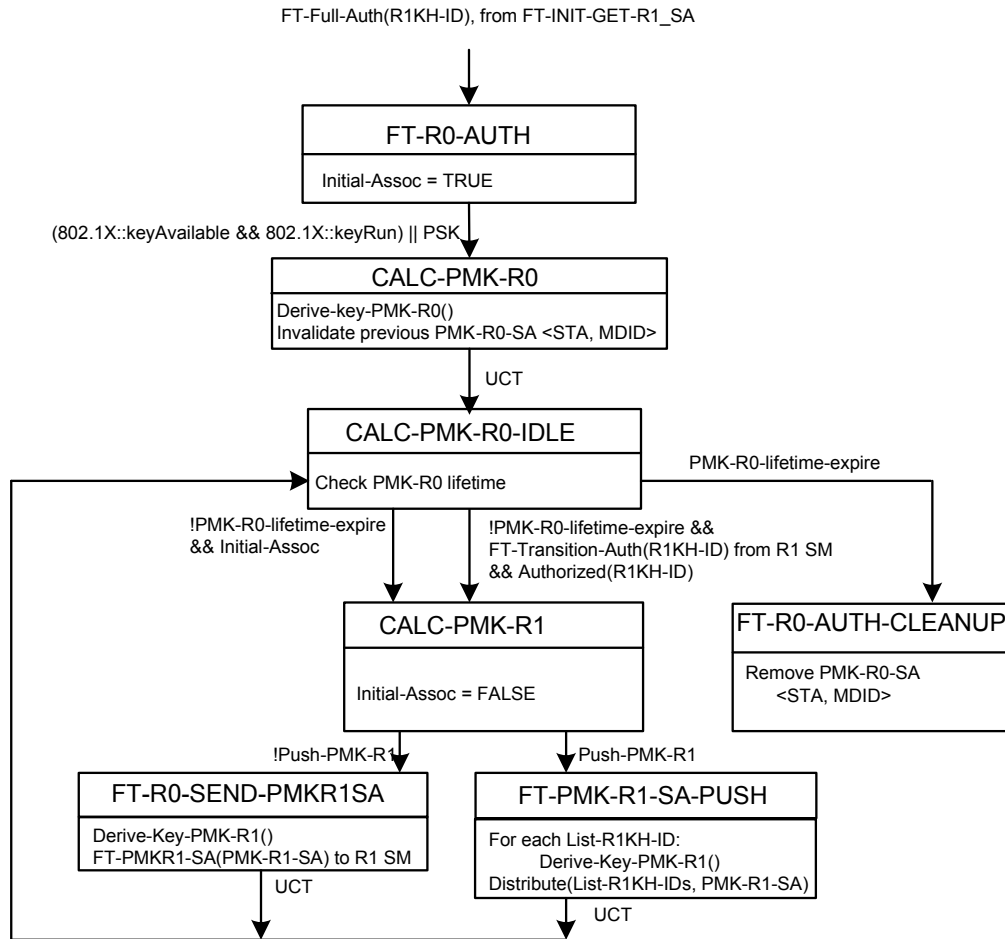 FT-Full-Auth(R1KH-ID), from FT-INIT-GET-R1_SA
FT-R0-AUTH
Initial-Assoc = TRUE
(802.1X::keyAvailable && 802.1X::keyRun) || PSK
CALC-PMK-R0
Derive-key-PMK-R0()
Invalidate previous PMK-R0-SA <STA, MDID>
UCT
CALC-PMK-R0-IDLE
Check PMK-R0 lifetime
PMK-R0-lifetime-expire
!PMK-R0-lifetime-expire
&& Initial-Assoc
!PMK-R0-lifetime-expire &&
FT-Transition-Auth(R1KH-ID) from R1 SM
&& Authorized(R1KH-ID)
CALC-PMK-R1
Initial-Assoc = FALSE
FT-R0-AUTH-CLEANUP
Remove PMK-R0-SA
<STA, MDID>
!Push-PMK-R1
Push-PMK-R1
FT-R0-SEND-PMKR1SA
Derive-Key-PMK-R1()
FT-PMKR1-SA(PMK-R1-SA) to R1 SM
UCT
FT-PMK-R1-SA-PUSH
For each List-R1KH-ID:
Derive-Key-PMK-R1()
Distribute(List-R1KH-IDs, PMK-R1-SA)
UCT